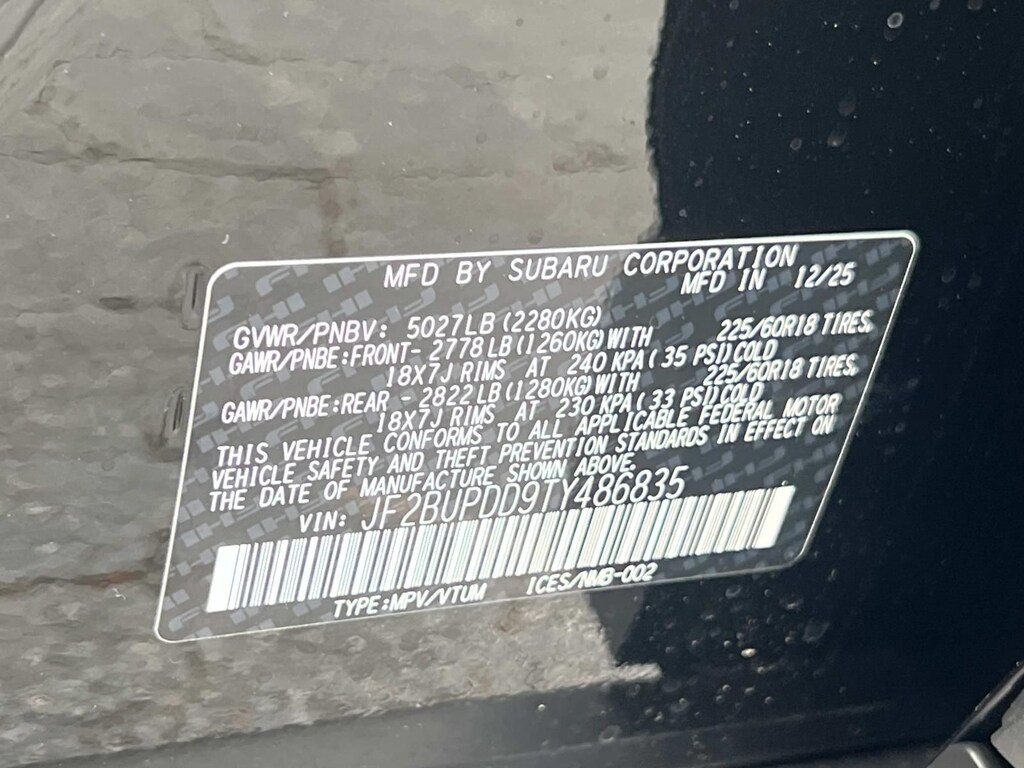 MFD BY SUBARU CORPORATION
MFD IN 12/25
GVWR/PNBV: 5027LB(2280KG)
GAWR/PNBE:FRONT- 2778LB(1260KG)WITH 225/60R18 TIRES,
18X7J RIMS AT 240 KPA(35 PSI)COLD
GAWR/PNBE:REAR - 2822LB(1280KG)WITH 225/60R18 TIRES,
18X7J RIMS AT 230 KPA(33 PSI)COLD
THIS VEHICLE CONFORMS TO ALL APPLICABLE FEDERAL MOTOR
VEHICLE SAFETY AND THEFT PREVENTION STANDARDS IN EFFECT ON
THE DATE OF MANUFACTURE SHOWN ABOVE.
VIN: JF2BUPDD9TY486835
TYPE:MPV/VTUM ICES/NMB-002